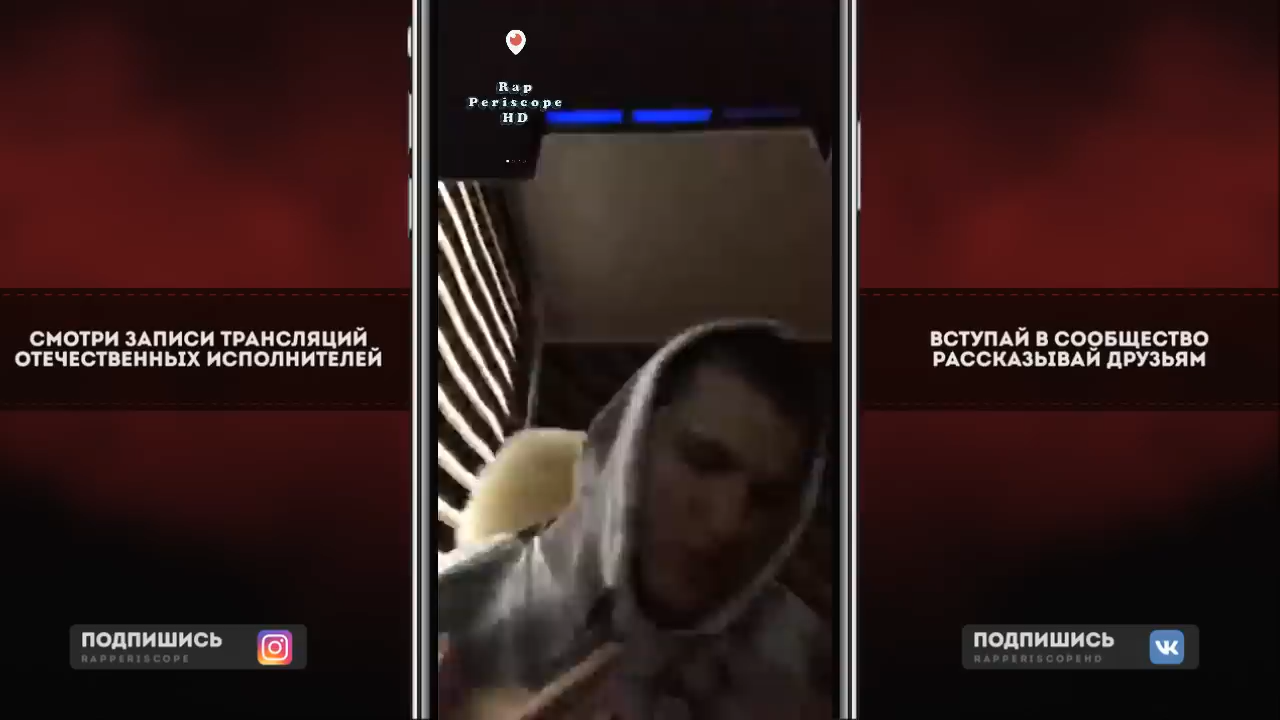 Rap
Periscope
HD
СМОТРИ ЗАПИСИ ТРАНСЛЯЦИЙ
ОТЕЧЕСТВЕННЫХ ИСПОЛНИТЕЛЕЙ
ВСТУПАЙ В СООБЩЕСТВО
РАССКАЗЫВАЙ ДРУЗЬЯМ
ПОДПИШИСЬ
RAPPERISCOPE
ПОДПИШИСЬ
RAPPERISCOPEHD